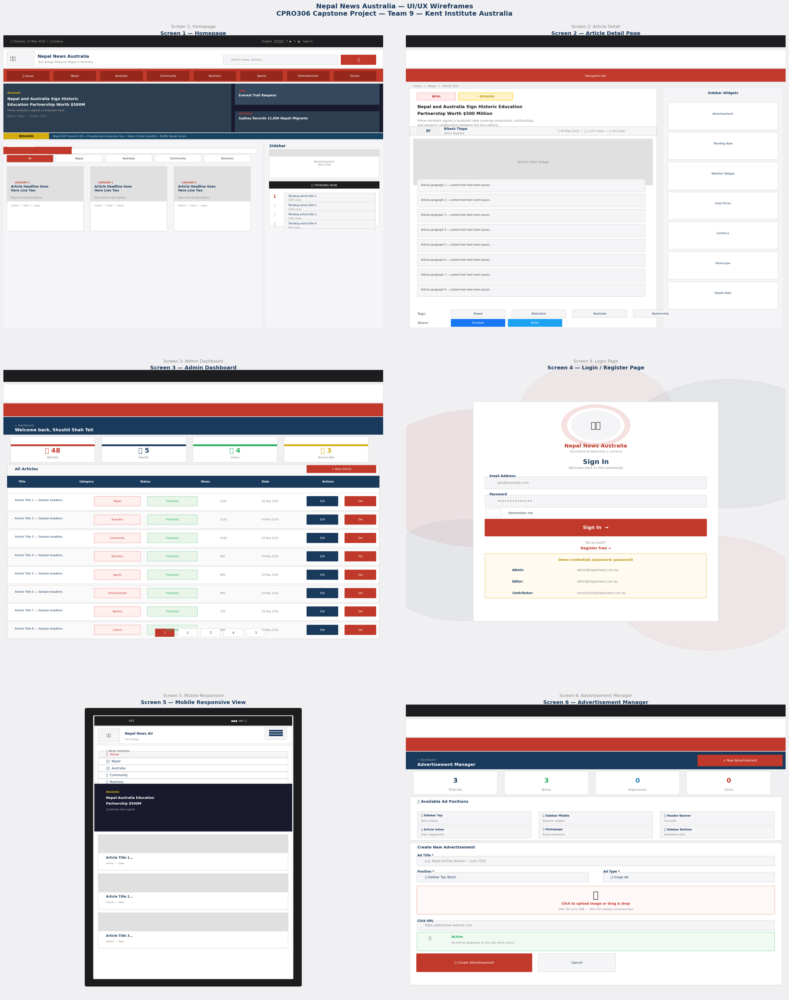 Nepal News Australia — UI/UX Wireframes
CPRO306 Capstone Project — Team 9 — Kent Institute Australia
Screen 1: Homepage
Screen 1 — Homepage
Tuesday, 12 May 2026 | Sydney
English f ▶ 𝕏 ◉ Sign In
Nepal News Australia
Your Bridge Between Nepal & Australia
Search news, articles...
Home Nepal Australia Community Business Sports Entertainment Events
BREAKING
Nepal and Australia Sign Historic
Education Partnership Worth $500M
Prime ministers signed a landmark deal...
Bikash Thapa • 04 May 2026
NEPAL
Everest Trail Reopens
AUSTRALIA
Sydney Records 12,000 Nepali Migrants
BREAKING
Nepal GDP Growth 6.8% • Priyanka Karki Australia Tour • Nepal Cricket Qualifies • Netflix Nepali Series
Latest News
All Nepal Australia Community Business
CATEGORY 1
Article Headline Goes
Here Line Two
Short article description...
Author • Date • views
CATEGORY 2
Article Headline Goes
Here Line Two
Short article description...
Author • Date • views
CATEGORY 3
Article Headline Goes
Here Line Two
Short article description...
Author • Date • views
Sidebar
Advertisement
300×250
TRENDING NOW
1 Trending article title 1...
1200 views
2 Trending article title 2...
1100 views
3 Trending article title 3...
1000 views
4 Trending article title 4...
900 views
Screen 2: Article Detail
Screen 2 — Article Detail Page
Navigation Bar
Home > Nepal > Article Title
NEPAL
⚡ BREAKING
Nepal and Australia Sign Historic Education
Partnership Worth $500 Million
Prime ministers signed a landmark deal covering universities, scholarships,
and research collaboration between the two nations...
BT
Bikash Thapa
Senior Reporter
04 May 2026 • 1,253 views • 5 min read
Article Hero Image
Article paragraph 1 — content text here lorem ipsum...
Article paragraph 2 — content text here lorem ipsum...
Article paragraph 3 — content text here lorem ipsum...
Article paragraph 4 — content text here lorem ipsum...
Article paragraph 5 — content text here lorem ipsum...
Article paragraph 6 — content text here lorem ipsum...
Article paragraph 7 — content text here lorem ipsum...
Article paragraph 8 — content text here lorem ipsum...
Tags: #nepal #education #australia #partnership
Share: Facebook Twitter
Sidebar Widgets
Advertisement
Trending Now
Weather Widget
Gold Prices
Currency
Horoscope
Nepali Date
Screen 3: Admin Dashboard
Screen 3 — Admin Dashboard
← Dashboard
Welcome back, Shushil Shah Teli
48
Articles
5
Events
4
Users
3
Active Ads
All Articles
+ New Article
Title Category Status Views Date Actions
Article Title 1 — Sample headline... Nepal Published 1200 04 May 2026 Edit Del
Article Title 2 — Sample headline... Australia Published 1120 04 May 2026 Edit Del
Article Title 3 — Sample headline... Community Published 1040 04 May 2026 Edit Del
Article Title 4 — Sample headline... Business Published 960 04 May 2026 Edit Del
Article Title 5 — Sample headline... Sports Published 880 04 May 2026 Edit Del
Article Title 6 — Sample headline... Entertainment Published 800 04 May 2026 Edit Del
Article Title 7 — Sample headline... Opinion Published 720 04 May 2026 Edit Del
Article Title 8 — Sample headline... Culture Published 640 04 May 2026 Edit Del
1 2 3 4 5
Screen 4: Login Page
Screen 4 — Login / Register Page
Nepal News Australia
YOUR BRIDGE BETWEEN NEPAL & AUSTRALIA
Sign In
Welcome back to the community
Email Address
you@example.com
Password
••••••••••••••
Remember me
Sign In →
No account?
Register free →
Demo credentials (password: password)
Admin: admin@nepalnews.com.au
Editor: editor@nepalnews.com.au
Contributor: contributor@nepalnews.com.au
Screen 5: Mobile Responsive
Screen 5 — Mobile Responsive View
9:41
●●● WiFi
Nepal News AU
Your Bridge...
News Sections
Home
Nepal
Australia
Community
Business
BREAKING
Nepal-Australia Education
Partnership $500M
Landmark deal signed...
Article Title 1...
Author • Date
Article Title 2...
Author • Date
Article Title 3...
Author • Date
Screen 6: Advertisement Manager
Screen 6 — Advertisement Manager
← Dashboard
Advertisement Manager
+ New Advertisement
3
Total Ads
3
Active
0
Impressions
0
Clicks
Available Ad Positions
Sidebar Top
Best visibility
Sidebar Middle
Between widgets
Header Banner
Full width
Article Inline
High engagement
Homepage
Brand awareness
Sidebar Bottom
Newsletter style
Create New Advertisement
Ad Title *
e.g. Nepal Airlines Banner — June 2026
Position *
Sidebar Top (Best)
Ad Type *
Image Ad
Click to upload image or drag & drop
PNG, JPG up to 5MB • 300×250 (sidebar) recommended
Click URL
https://advertiser-website.com
Active
Ad will be displayed on the site when active
Create Advertisement
Cancel